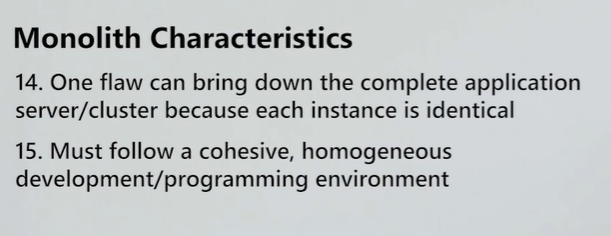 Monolith Characteristics
14. One flaw can bring down the complete application
server/cluster because each instance is identical
15. Must follow a cohesive, homogeneous
development/programming environment